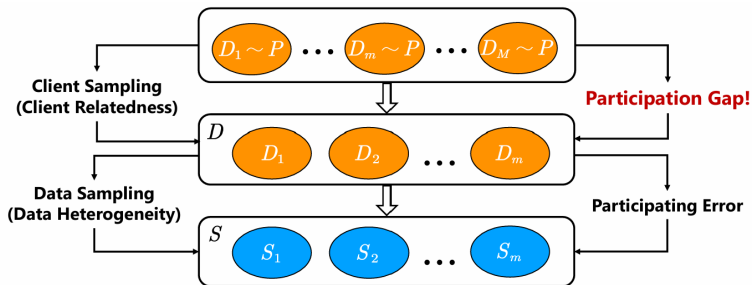 D₁ ~ P ... Dₘ ~ P ... D_M ~ P
Client Sampling
(Client Relatedness)
Participation Gap!
D
D₁ D₂ ... Dₘ
Data Sampling
(Data Heterogeneity)
Participating Error
S
S₁ S₂ ... Sₘ